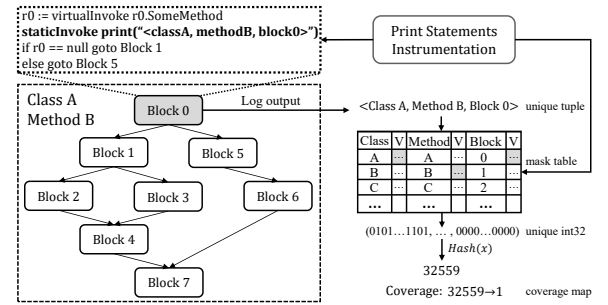 r0 := virtualInvoke r0.SomeMethod
staticInvoke print("<classA, methodB, block0>")
if r0 == null goto Block 1
else goto Block 5
Print Statements
Instrumentation
Class A
Method B
Block 0
Log output
<Class A, Method B, Block 0> unique tuple
Block 1
Block 5
Block 2
Block 3
Block 6
Block 4
Block 7
Class V Method V Block V
A ... A ... 0 ...
B ... B ... 1 ...
C ... C ... 2 ...
... ... ...
mask table
(0101...1101, ... , 0000...0000) unique int32
Hash(x)
32559
Coverage: 32559→1 coverage map